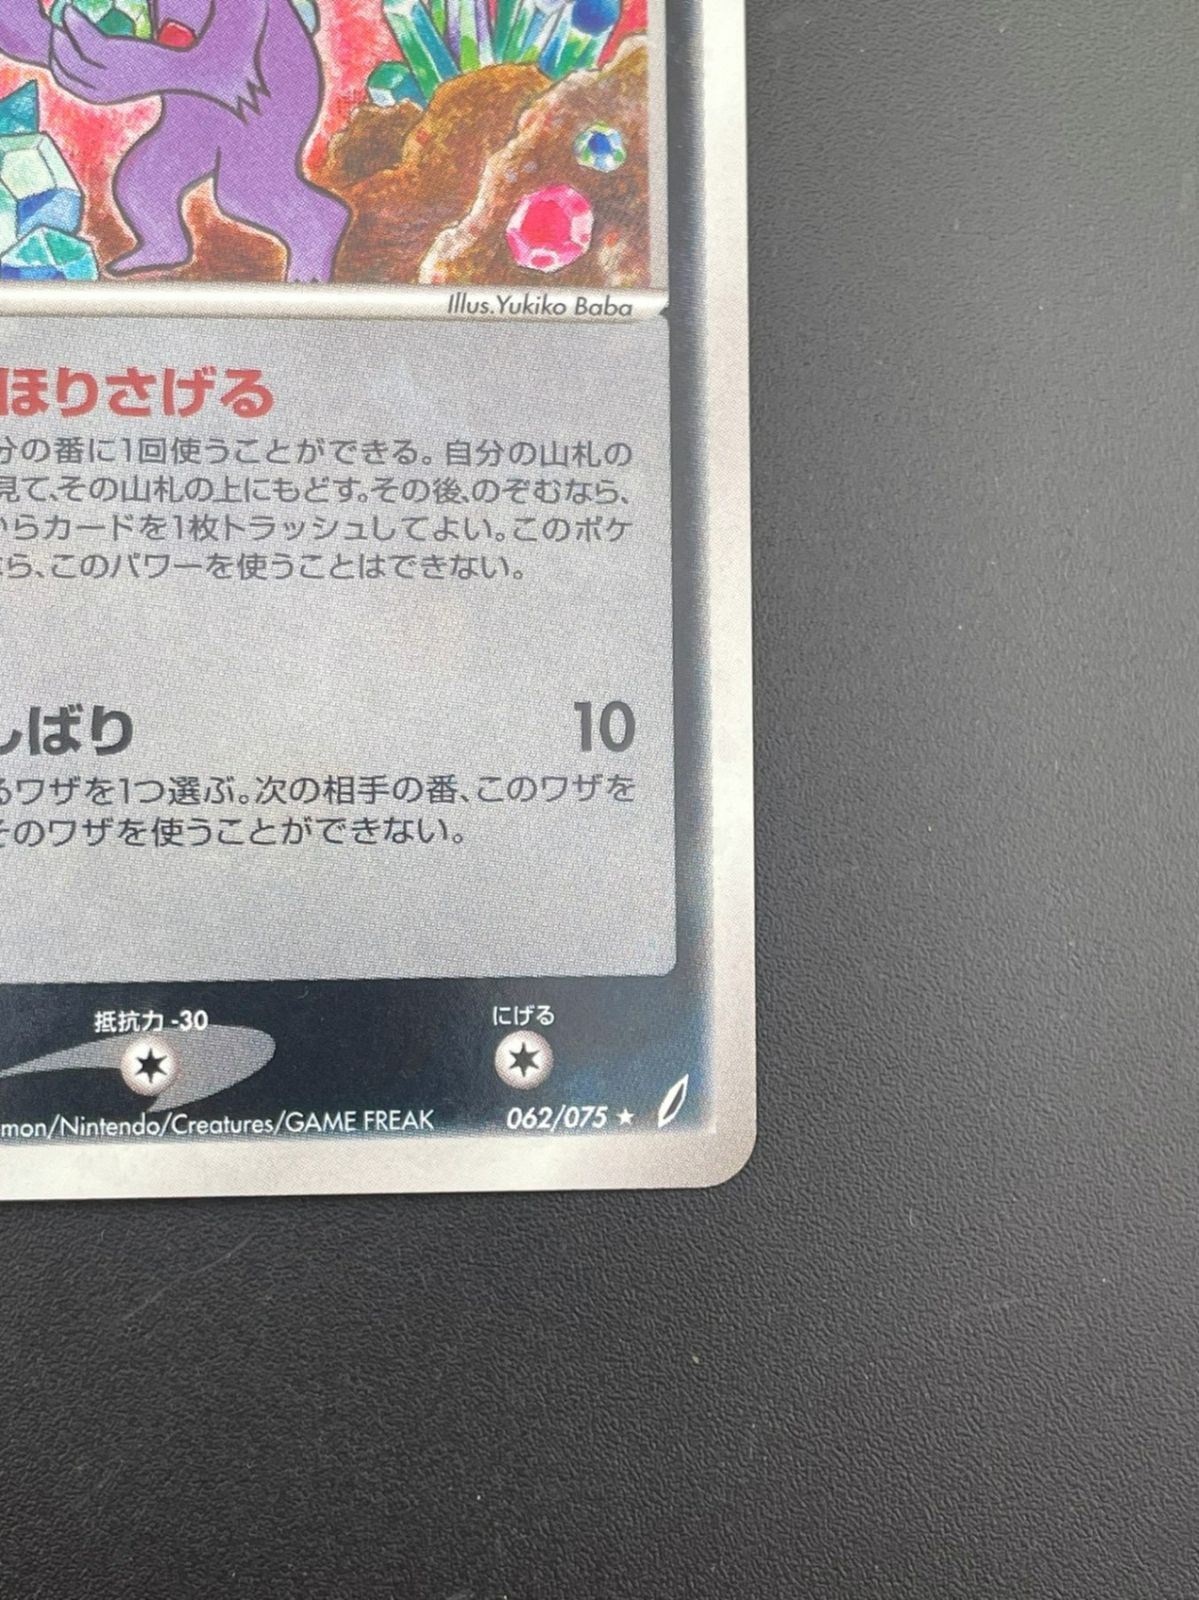 Illus.Yukiko Baba
ほりさげる
分の番に1回使うことができる。自分の山札の
見て、その山札の上にもどす。その後、のぞむなら、
からカードを1枚トラッシュしてよい。このポケ
ら、このパワーを使うことはできない。
しばり 10
るワザを1つ選ぶ。次の相手の番、このワザを
そのワザを使うことができない。
抵抗力 -30 にげる
mon/Nintendo/Creatures/GAME FREAK 062/075 ★